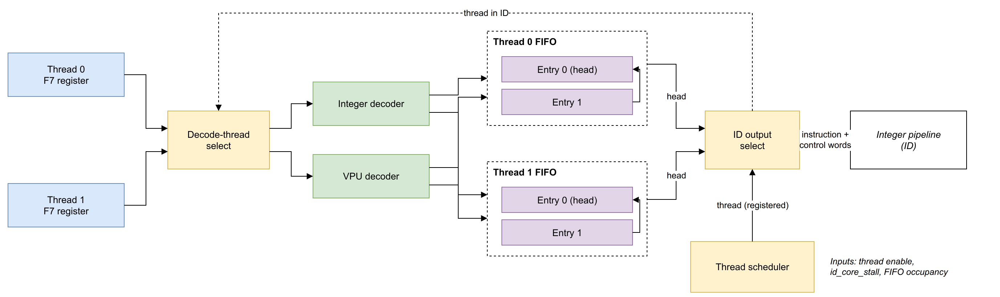 thread in ID
Thread 0
F7 register
Thread 1
F7 register
Decode-thread
select
Integer decoder
VPU decoder
Thread 0 FIFO
Entry 0 (head)
Entry 1
Thread 1 FIFO
Entry 0 (head)
Entry 1
head
head
ID output
select
instruction +
control words
Integer pipeline
(ID)
thread (registered)
Thread scheduler
Inputs: thread enable,
id_core_stall, FIFO occupancy